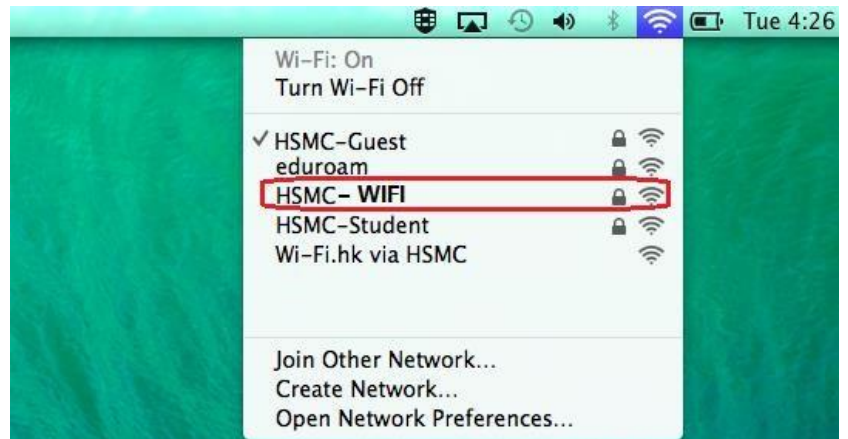 Tue 4:26
Wi-Fi: On
Turn Wi-Fi Off
HSMC-Guest
eduroam
HSMC- WIFI
HSMC-Student
Wi-Fi.hk via HSMC
Join Other Network...
Create Network...
Open Network Preferences...